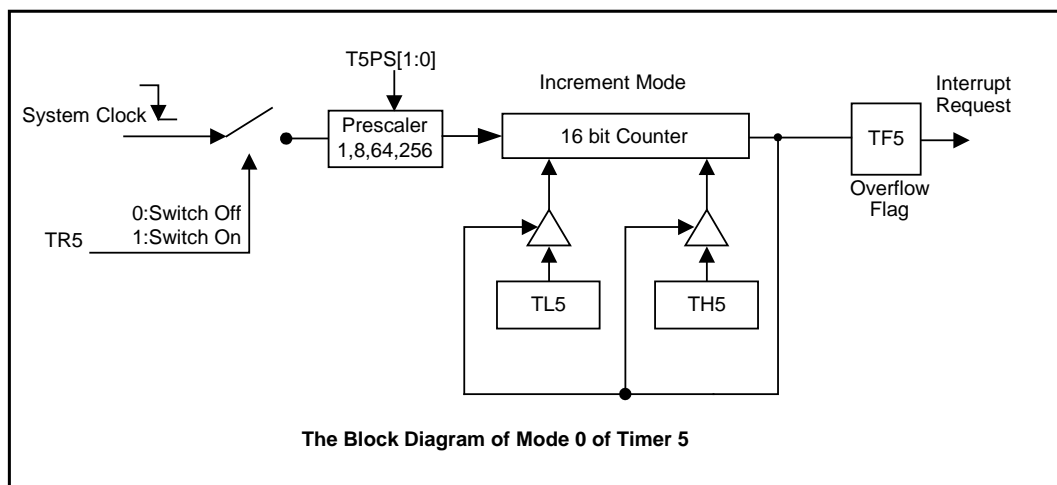 T5PS[1:0]
Increment Mode
Interrupt
Request
System Clock
Prescaler
1,8,64,256
16 bit Counter
TF5
Overflow
Flag
0:Switch Off
1:Switch On
TR5
TL5
TH5
The Block Diagram of Mode 0 of Timer 5